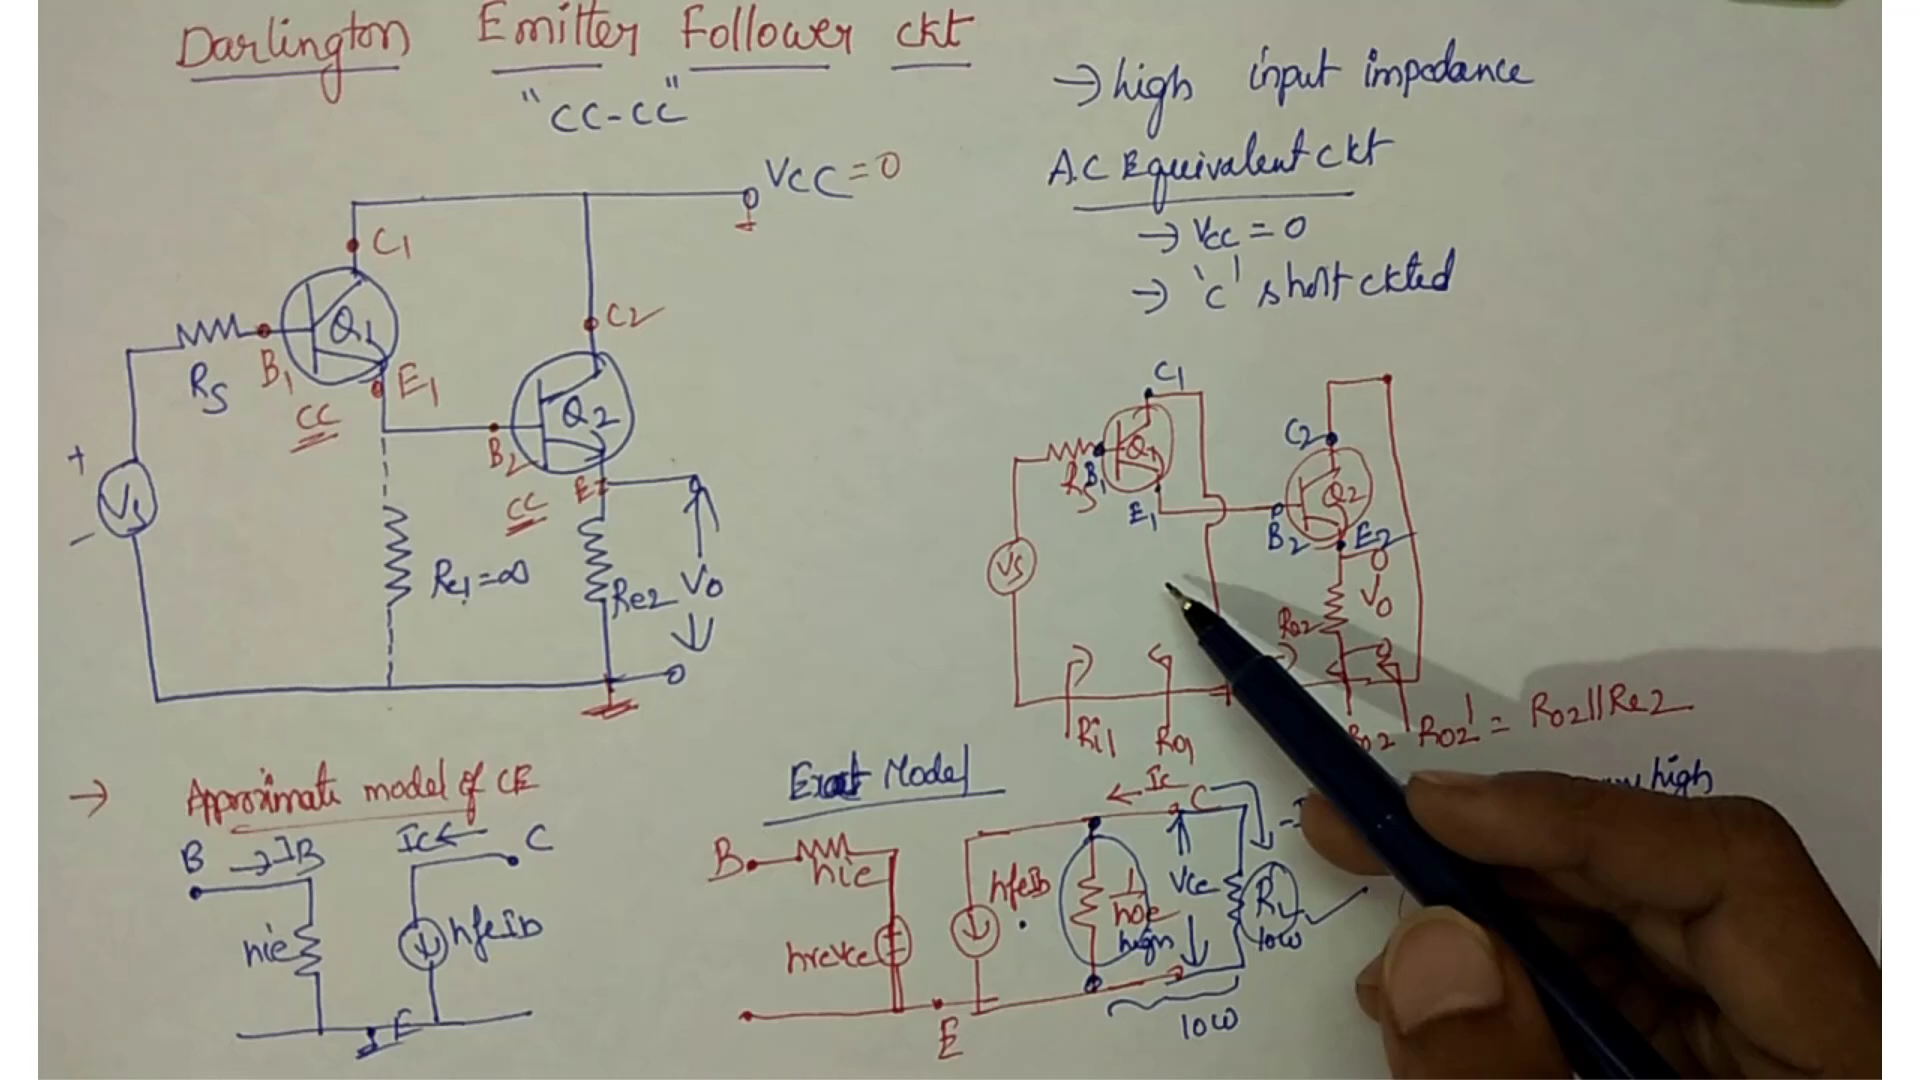 Darlington Emitter Follower ckt
"CC-CC"
→ high input impedance
A.C Equivalent ckt
→ Vcc = 0
→ 'C' short ckted
VCC = 0
C1
Q1
RS
B1
E1
CC
C2
Q2
B2
CC
+
Vs
-
Re1 = ∞
Re2
Vo
C1
Q1
RS
B1
E1
C2
Q2
B2
E2
Vs
Vo
Ri1
Ro1
Ro2
Ro2' = Ro2||Re2
→ Approximate model of CE
B → IB
Ic ←
C
hie
hfeIb
E
Exact Model
← Ic
C
B
hie
hreVce
hfeIb
1/hoe
high
Vce
RL
low
E
low
high